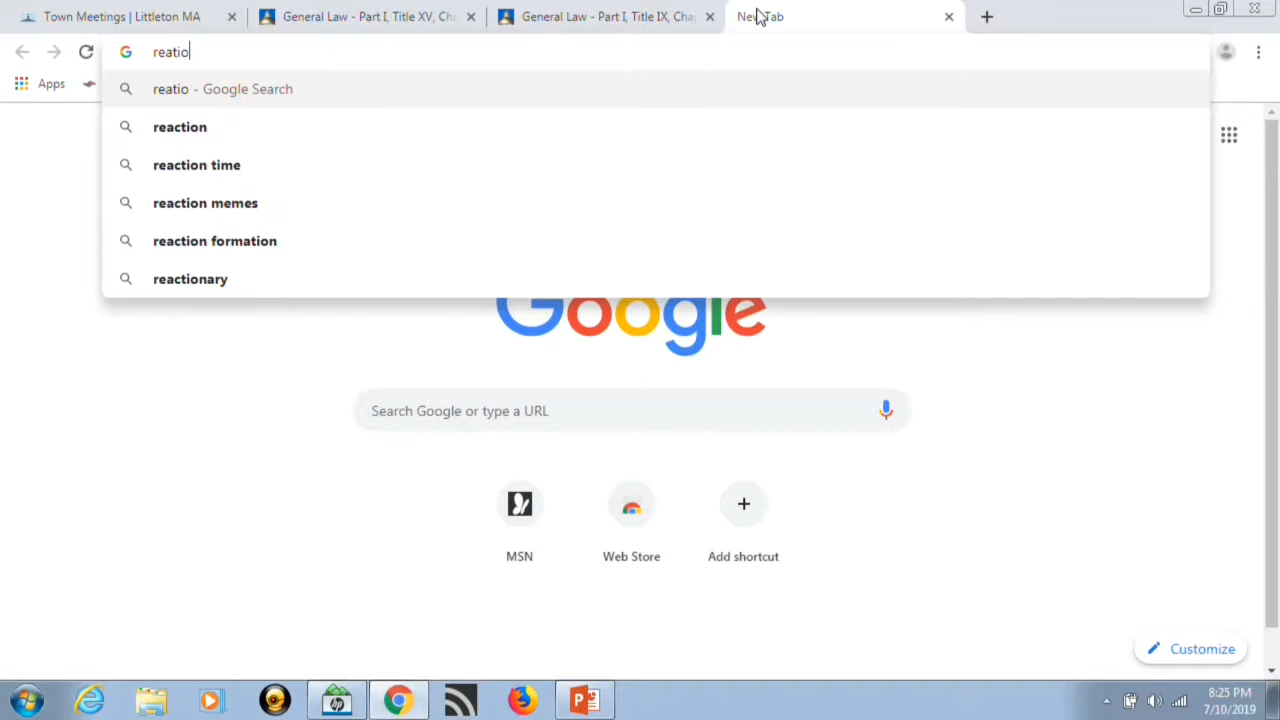 Town Meetings | Littleton MA
General Law - Part I, Title XV, Cha
General Law - Part I, Title IX, Cha
New Tab
reatio
Apps
reatio - Google Search
reaction
reaction time
reaction memes
reaction formation
reactionary
Google
Search Google or type a URL
MSN
Web Store
Add shortcut
Customize
8:25 PM
7/10/2019